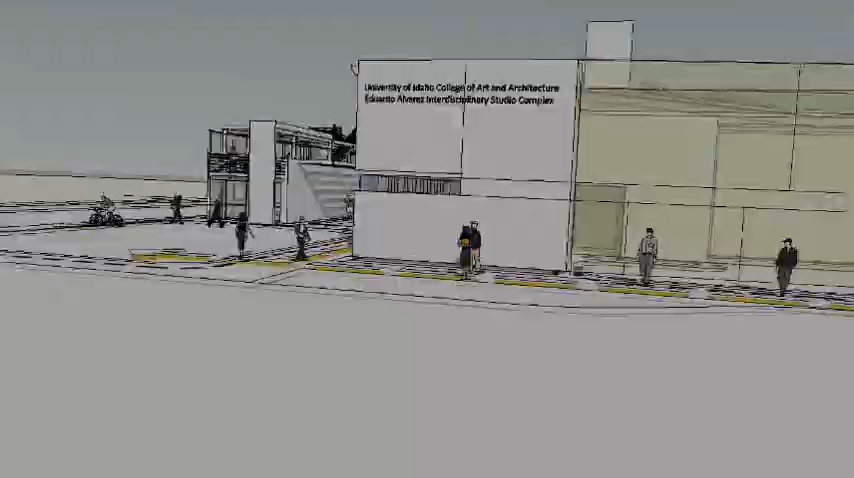 University of Idaho College of Art and Architecture
Eduardo Alvarez Interdisciplinary Studio Complex